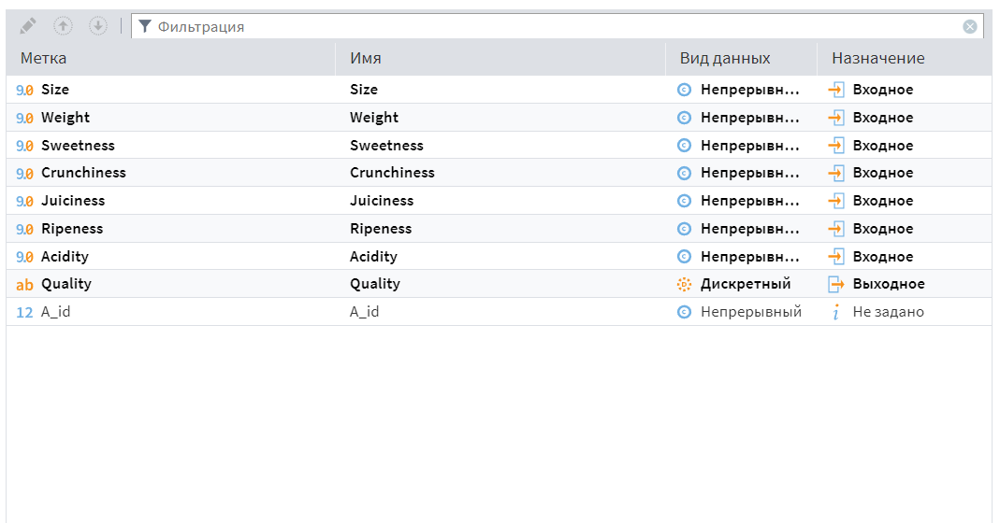 Фильтрация
Метка Имя Вид данных Назначение
9.0 Size Size Непрерывн... Входное
9.0 Weight Weight Непрерывн... Входное
9.0 Sweetness Sweetness Непрерывн... Входное
9.0 Crunchiness Crunchiness Непрерывн... Входное
9.0 Juiciness Juiciness Непрерывн... Входное
9.0 Ripeness Ripeness Непрерывн... Входное
9.0 Acidity Acidity Непрерывн... Входное
ab Quality Quality Дискретный Выходное
12 A_id A_id Непрерывный Не задано